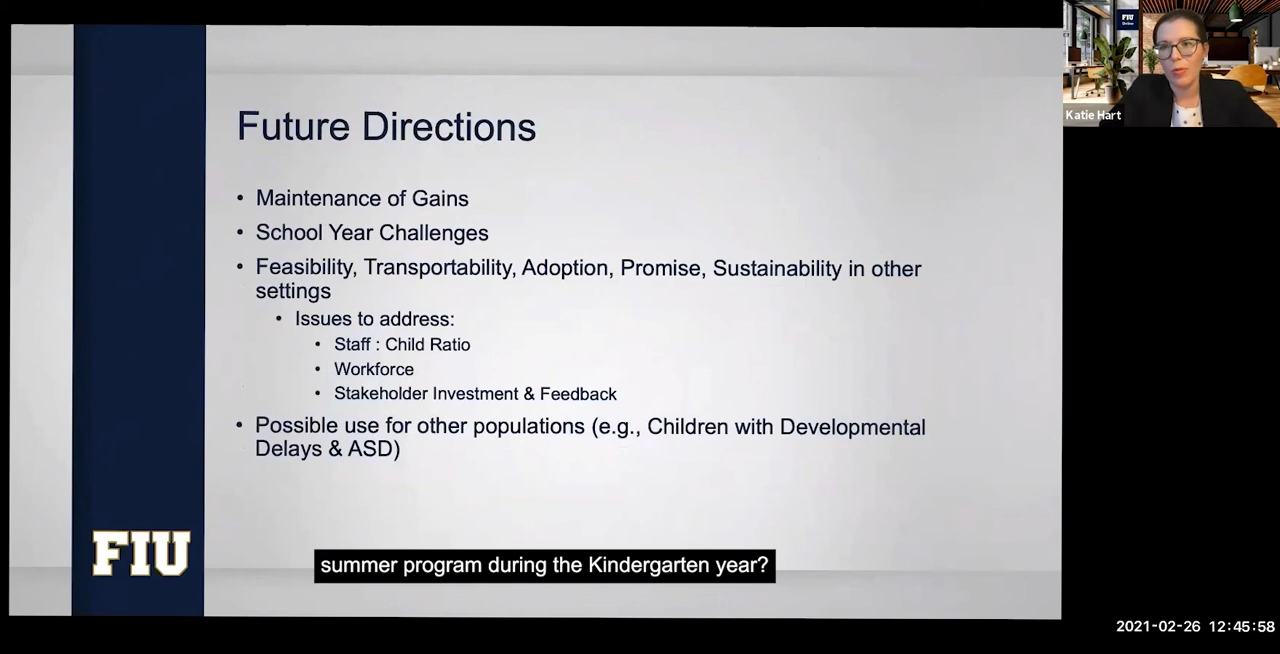 Future Directions
• Maintenance of Gains
• School Year Challenges
• Feasibility, Transportability, Adoption, Promise, Sustainability in other
settings
• Issues to address:
• Staff : Child Ratio
• Workforce
• Stakeholder Investment & Feedback
• Possible use for other populations (e.g., Children with Developmental
Delays & ASD)
FIU
summer program during the Kindergarten year?
FIU
Katie Hart
2021-02-26 12:45:58